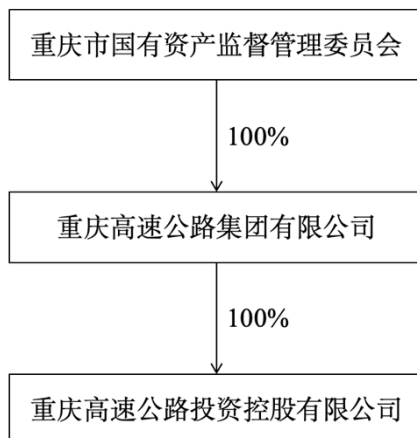 重庆市国有资产监督管理委员会
100%
重庆高速公路集团有限公司
100%
重庆高速公路投资控股有限公司